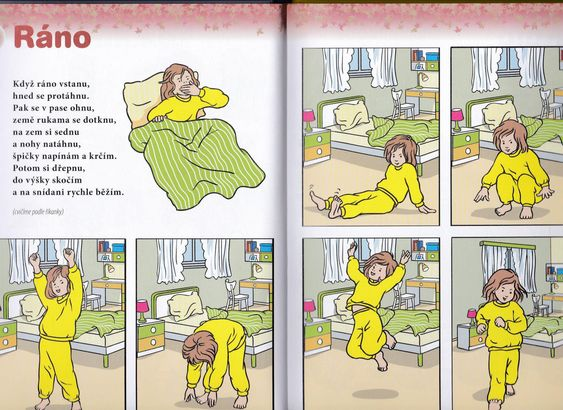 Ráno
Když ráno vstanu,
hned se protáhnu.
Pak se v pase ohnu,
země rukama se dotknu,
na zem si sednu
a nohy natáhnu,
špičky napínám a krčím.
Potom si dřepnu,
do výšky skočím
a na snídani rychle běžím.
(cvičíme podle říkanky)